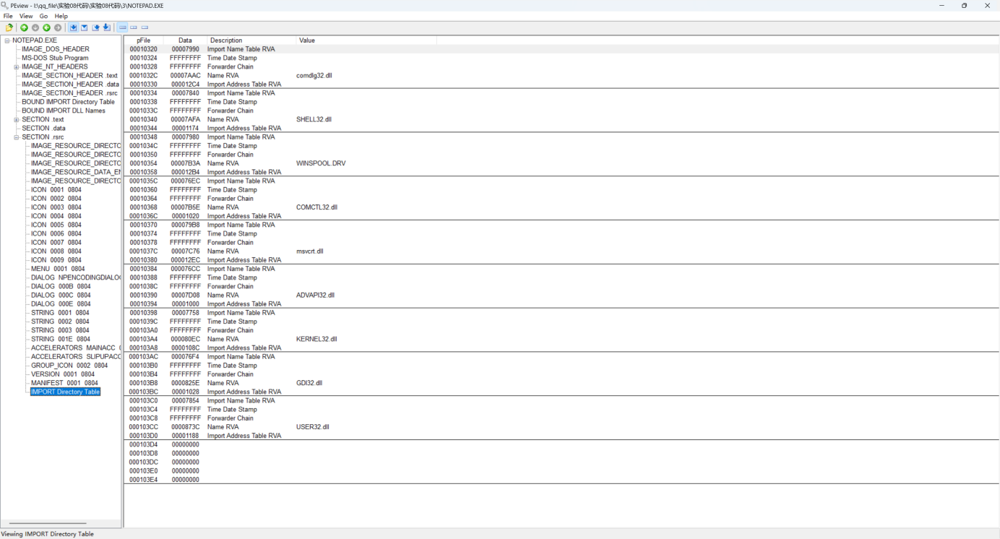 PEview - I:\qq_file\实验08代码\实验08代码\3\NOTEPAD.EXE
File View Go Help
NOTEPAD.EXE
IMAGE_DOS_HEADER
MS-DOS Stub Program
IMAGE_NT_HEADERS
IMAGE_SECTION_HEADER .text
IMAGE_SECTION_HEADER .data
IMAGE_SECTION_HEADER .rsrc
BOUND IMPORT Directory Table
BOUND IMPORT DLL Names
SECTION .text
SECTION .data
SECTION .rsrc
IMAGE_RESOURCE_DIRECTO
IMAGE_RESOURCE_DIRECTO
IMAGE_RESOURCE_DIRECTO
IMAGE_RESOURCE_DATA_EN
IMAGE_RESOURCE_DIRECTO
ICON 0001 0804
ICON 0002 0804
ICON 0003 0804
ICON 0004 0804
ICON 0005 0804
ICON 0006 0804
ICON 0007 0804
ICON 0008 0804
ICON 0009 0804
MENU 0001 0804
DIALOG NPENCODINGDIALO
DIALOG 000B 0804
DIALOG 000C 0804
DIALOG 000E 0804
STRING 0001 0804
STRING 0002 0804
STRING 0003 0804
STRING 001E 0804
ACCELERATORS MAINACC
ACCELERATORS SLIPUPACC
GROUP_ICON 0002 0804
VERSION 0001 0804
MANIFEST 0001 0804
IMPORT Directory Table
pFile Data Description Value
00010320 00007990 Import Name Table RVA
00010324 FFFFFFFF Time Date Stamp
00010328 FFFFFFFF Forwarder Chain
0001032C 00007AAC Name RVA comdlg32.dll
00010330 000012C4 Import Address Table RVA
00010334 00007840 Import Name Table RVA
00010338 FFFFFFFF Time Date Stamp
0001033C FFFFFFFF Forwarder Chain
00010340 00007AFA Name RVA SHELL32.dll
00010344 00001174 Import Address Table RVA
00010348 00007980 Import Name Table RVA
0001034C FFFFFFFF Time Date Stamp
00010350 FFFFFFFF Forwarder Chain
00010354 00007B3A Name RVA WINSPOOL.DRV
00010358 000012B4 Import Address Table RVA
0001035C 000076EC Import Name Table RVA
00010360 FFFFFFFF Time Date Stamp
00010364 FFFFFFFF Forwarder Chain
00010368 00007B5E Name RVA COMCTL32.dll
0001036C 00001020 Import Address Table RVA
00010370 000079B8 Import Name Table RVA
00010374 FFFFFFFF Time Date Stamp
00010378 FFFFFFFF Forwarder Chain
0001037C 00007C76 Name RVA msvcrt.dll
00010380 000012EC Import Address Table RVA
00010384 000076CC Import Name Table RVA
00010388 FFFFFFFF Time Date Stamp
0001038C FFFFFFFF Forwarder Chain
00010390 00007D08 Name RVA ADVAPI32.dll
00010394 00001000 Import Address Table RVA
00010398 00007758 Import Name Table RVA
0001039C FFFFFFFF Time Date Stamp
000103A0 FFFFFFFF Forwarder Chain
000103A4 000080EC Name RVA KERNEL32.dll
000103A8 0000108C Import Address Table RVA
000103AC 000076F4 Import Name Table RVA
000103B0 FFFFFFFF Time Date Stamp
000103B4 FFFFFFFF Forwarder Chain
000103B8 0000825E Name RVA GDI32.dll
000103BC 00001028 Import Address Table RVA
000103C0 00007854 Import Name Table RVA
000103C4 FFFFFFFF Time Date Stamp
000103C8 FFFFFFFF Forwarder Chain
000103CC 0000873C Name RVA USER32.dll
000103D0 00001188 Import Address Table RVA
000103D4 00000000
000103D8 00000000
000103DC 00000000
000103E0 00000000
000103E4 00000000
Viewing IMPORT Directory Table